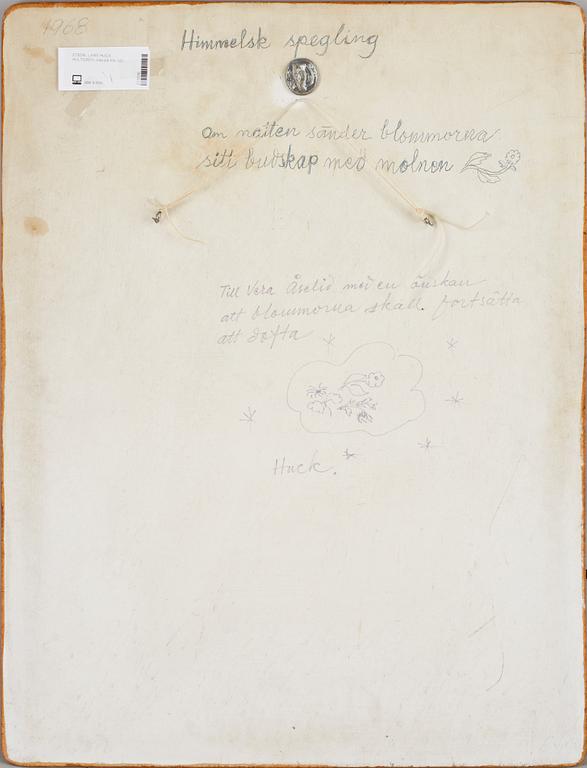 1968
Himmelsk spegling
Om natten sänder blommorna
sitt budskap med molnen
Till Vera Åselid med en önskan
att blommorna skall fortsätta
att dofta
Huck.